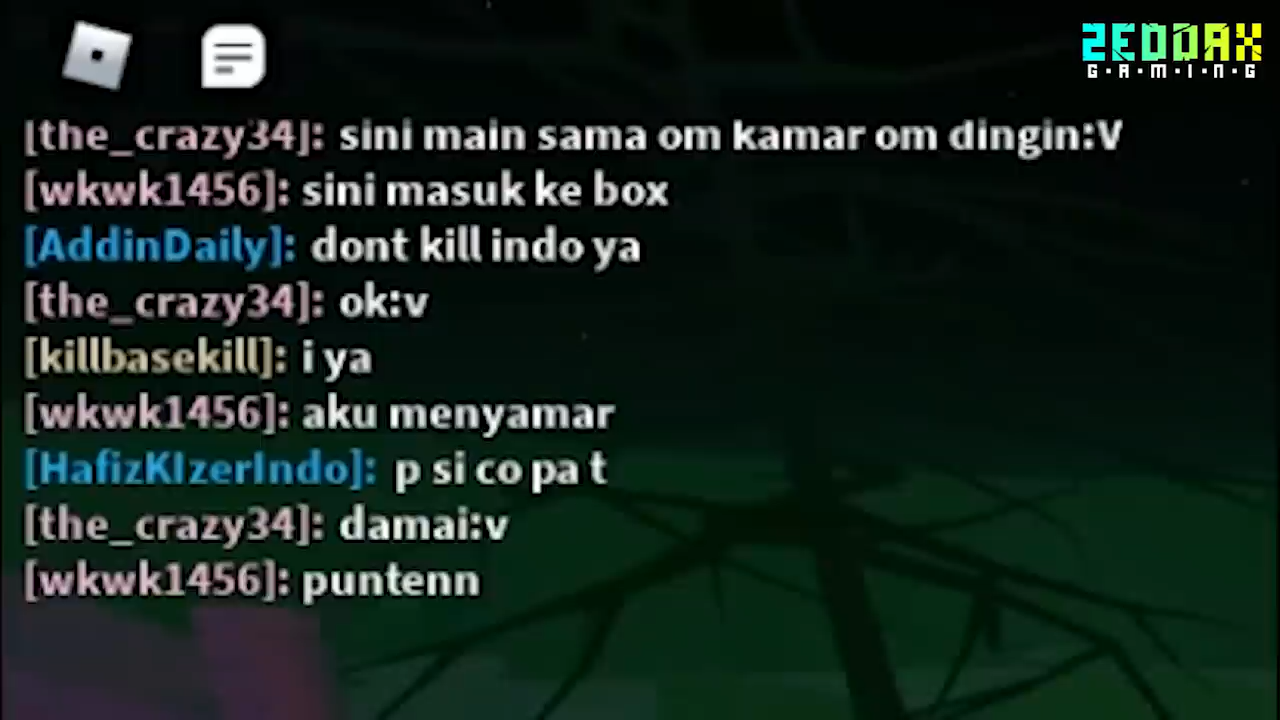 ZEDDAX
G·A·M·I·N·G
[the_crazy34]: sini main sama om kamar om dingin:V
[wkwk1456]: sini masuk ke box
[AddinDaily]: dont kill indo ya
[the_crazy34]: ok:v
[killbasekill]: i ya
[wkwk1456]: aku menyamar
[HafizKIzerIndo]: p si co pa t
[the_crazy34]: damai:v
[wkwk1456]: puntenn